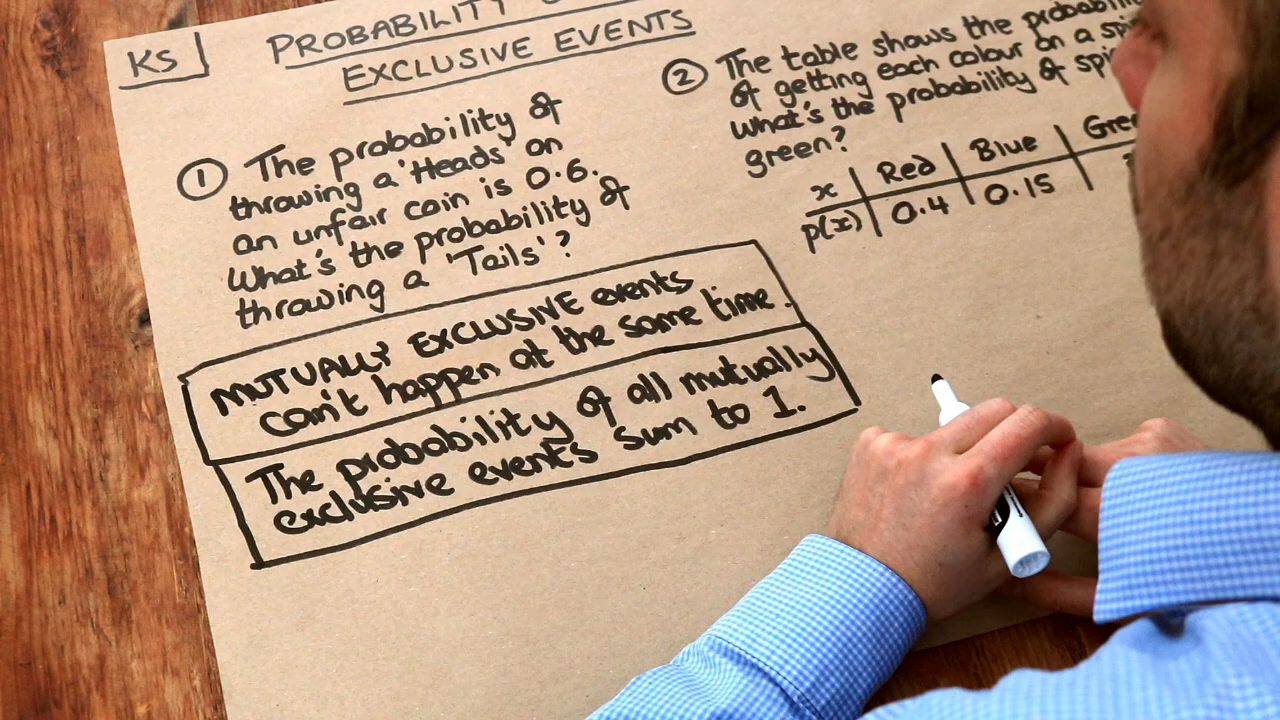 KS
PROBABILITY
EXCLUSIVE EVENTS
1 The probability of
throwing a 'Heads' on
an unfair coin is 0.6.
What's the probability of
throwing a 'Tails'?
MUTUALLY EXCLUSIVE events
can't happen at the same time.
The probability of all mutually
exclusive events sum to 1.
2 The table shows the
of getting each colour on a
what's the probability of
green?
x Red Blue
p(x) 0.4 0.15